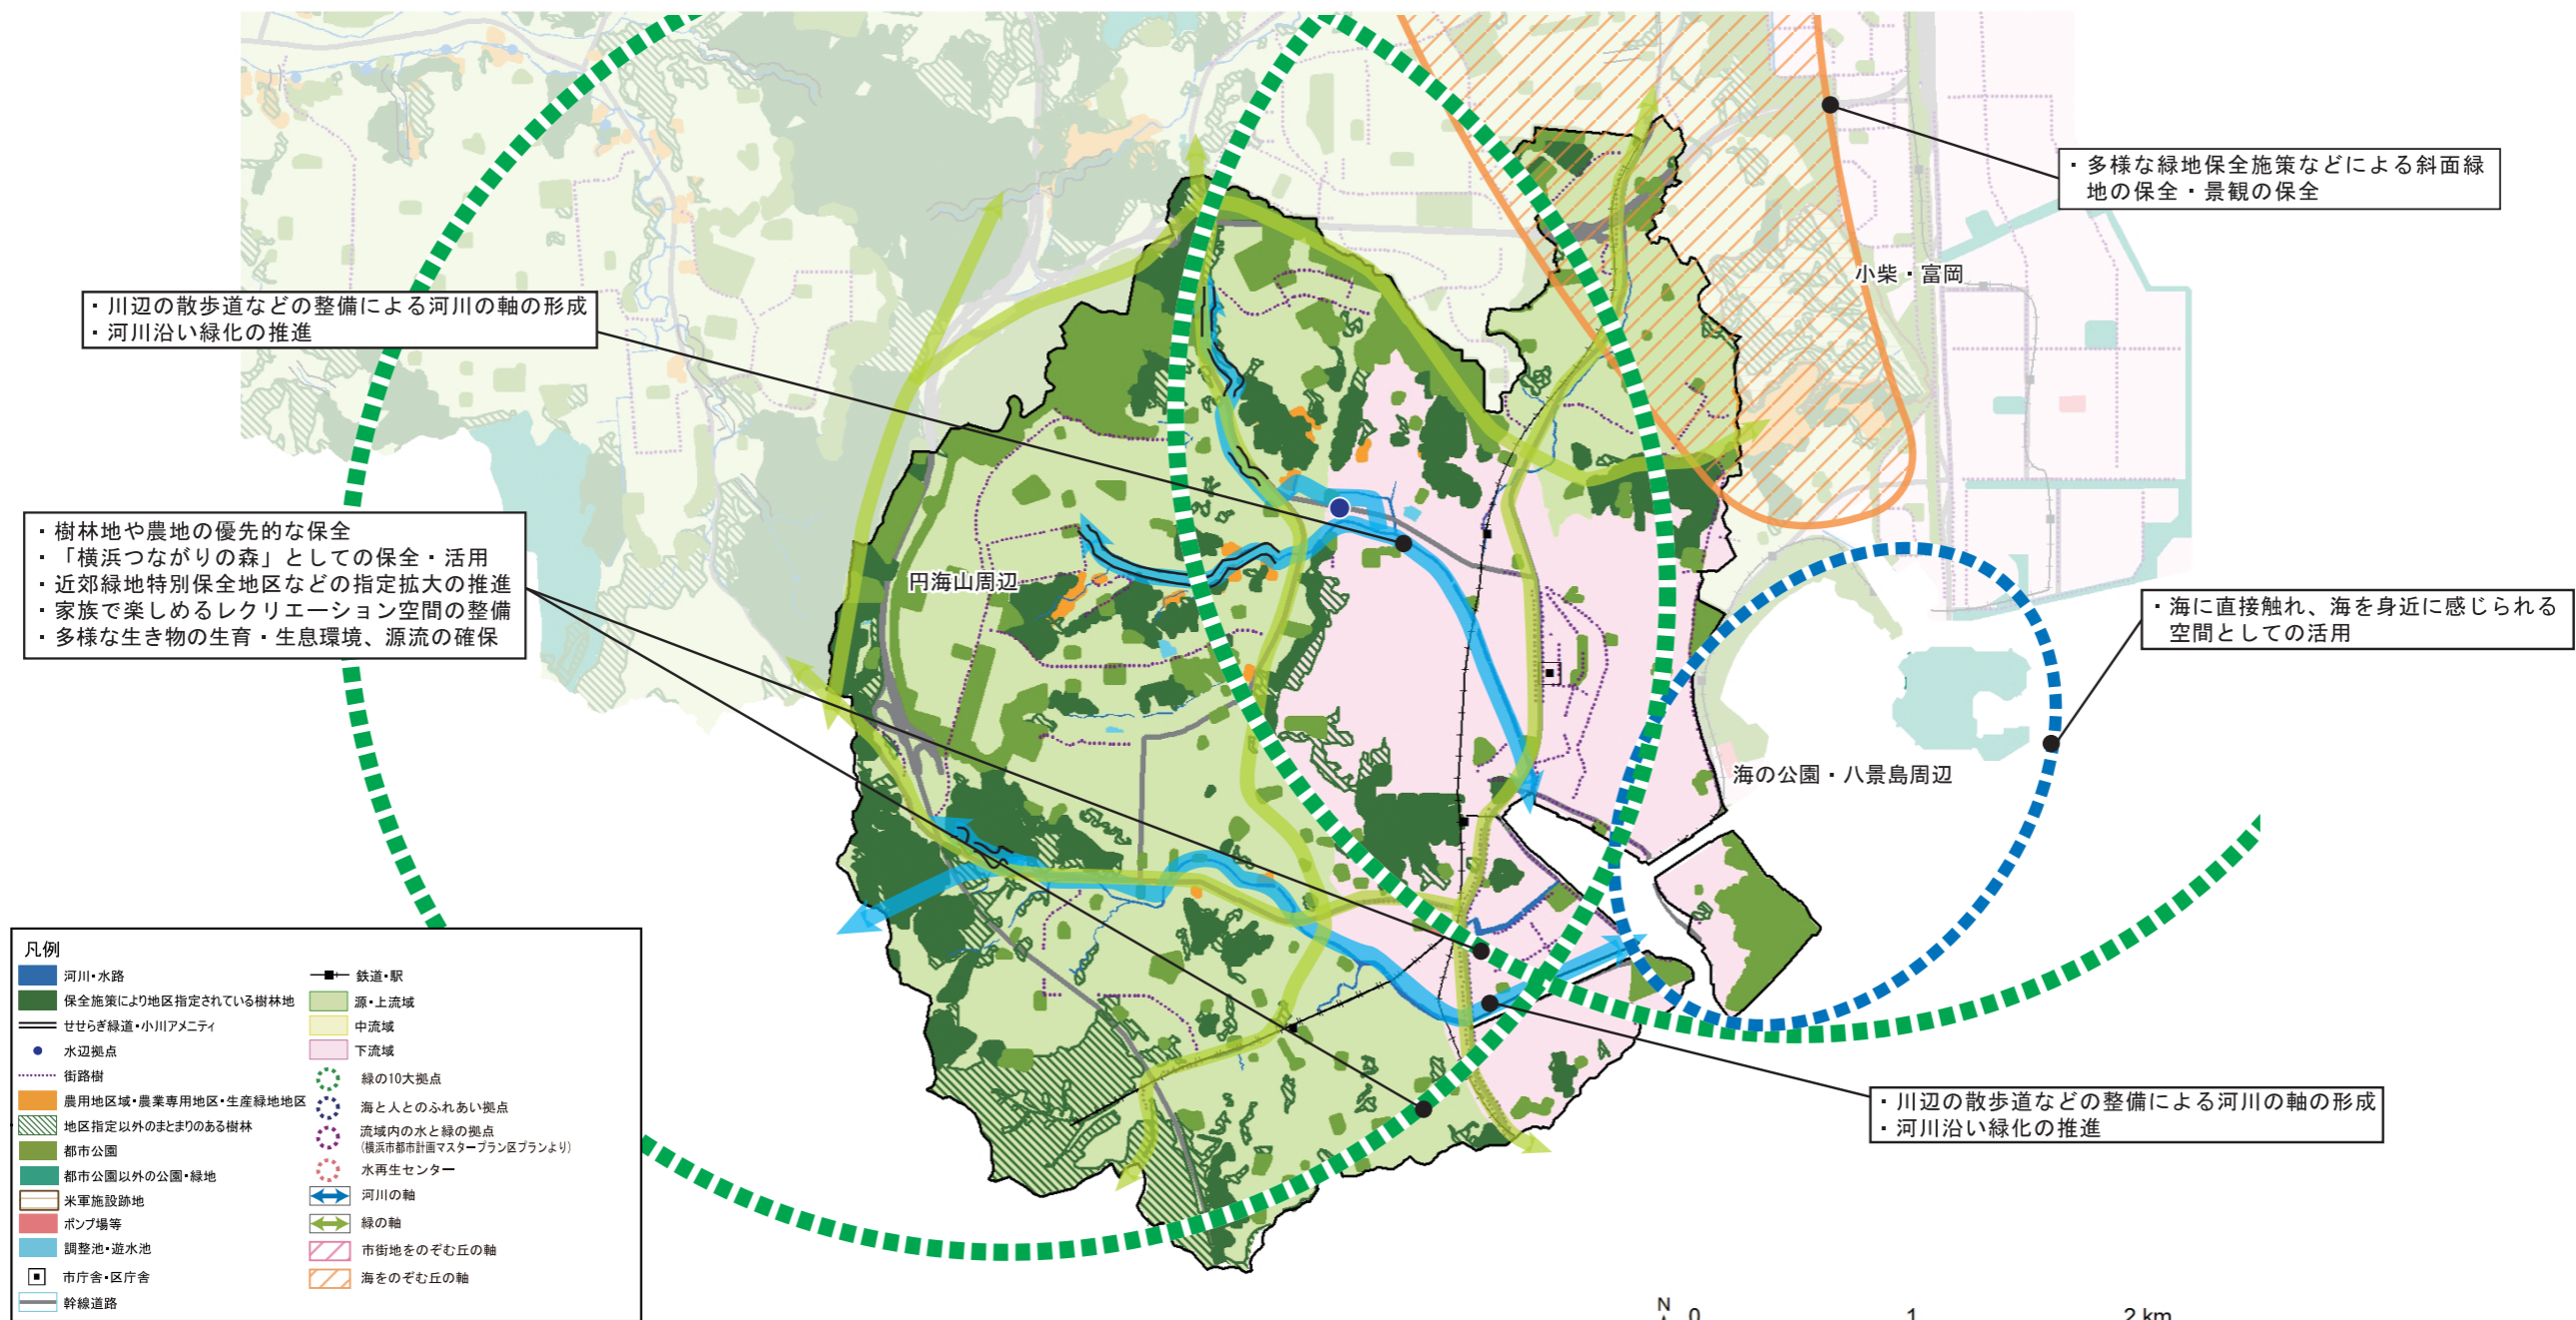 ・多様な緑地保全施策などによる斜面緑
地の保全・景観の保全
小柴・富岡
・川辺の散歩道などの整備による河川の軸の形成
・河川沿い緑化の推進
・樹林地や農地の優先的な保全
・「横浜つながりの森」としての保全・活用
・近郊緑地特別保全地区などの指定拡大の推進
・家族で楽しめるレクリエーション空間の整備
・多様な生き物の生育・生息環境、源流の確保
円海山周辺
・海に直接触れ、海を身近に感じられる
空間としての活用
海の公園・八景島周辺
・川辺の散歩道などの整備による河川の軸の形成
・河川沿い緑化の推進
凡例
河川・水路
保全施策により地区指定されている樹林地
せせらぎ緑道・小川アメニティ
水辺拠点
街路樹
農用地区域・農業専用地区・生産緑地地区
地区指定以外のまとまりのある樹林
都市公園
都市公園以外の公園・緑地
米軍施設跡地
ポンプ場等
調整池・遊水池
市庁舎・区庁舎
幹線道路
鉄道・駅
源・上流域
中流域
下流域
緑の10大拠点
海と人とのふれあい拠点
流域内の水と緑の拠点
(横浜市都市計画マスタープラン区プランより)
水再生センター
河川の軸
緑の軸
市街地をのぞむ丘の軸
海をのぞむ丘の軸
N
0 1 2 km